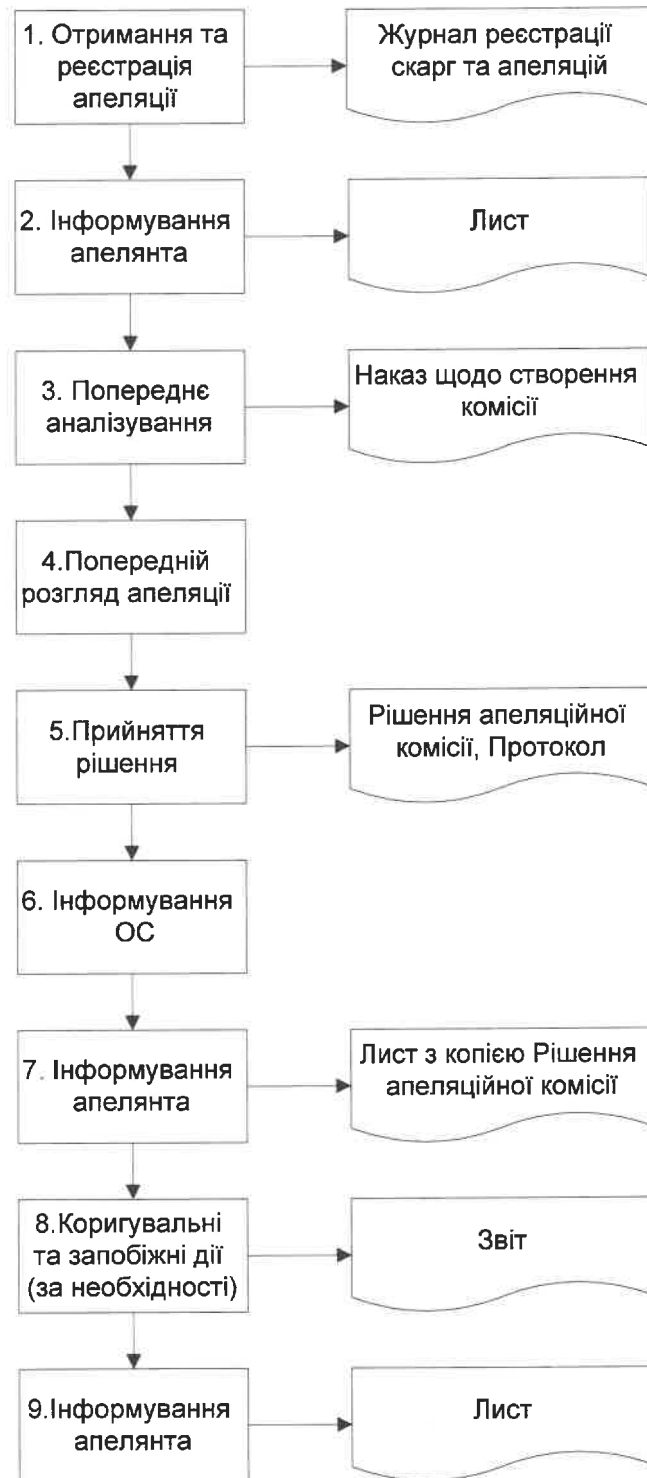 1. Отримання та
реєстрація
апеляції
Журнал реєстрації
скарг та апеляцій
2. Інформування
апелянта
Лист
3. Попереднє
аналізування
Наказ щодо створення
комісії
4.Попередній
розгляд апеляції
5.Прийняття
рішення
Рішення апеляційної
комісії, Протокол
6. Інформування
ОС
7. Інформування
апелянта
Лист з копією Рішення
апеляційної комісії
8.Коригувальні
та запобіжні дії
(за необхідності)
Звіт
9.Інформування
апелянта
Лист